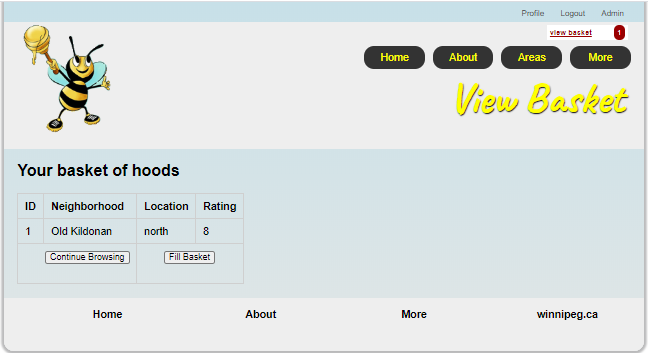 Profile Logout Admin
view basket 1
Home About Areas More
View Basket
Your basket of hoods
ID Neighborhood Location Rating
1 Old Kildonan north 8
Continue Browsing Fill Basket
Home About More winnipeg.ca